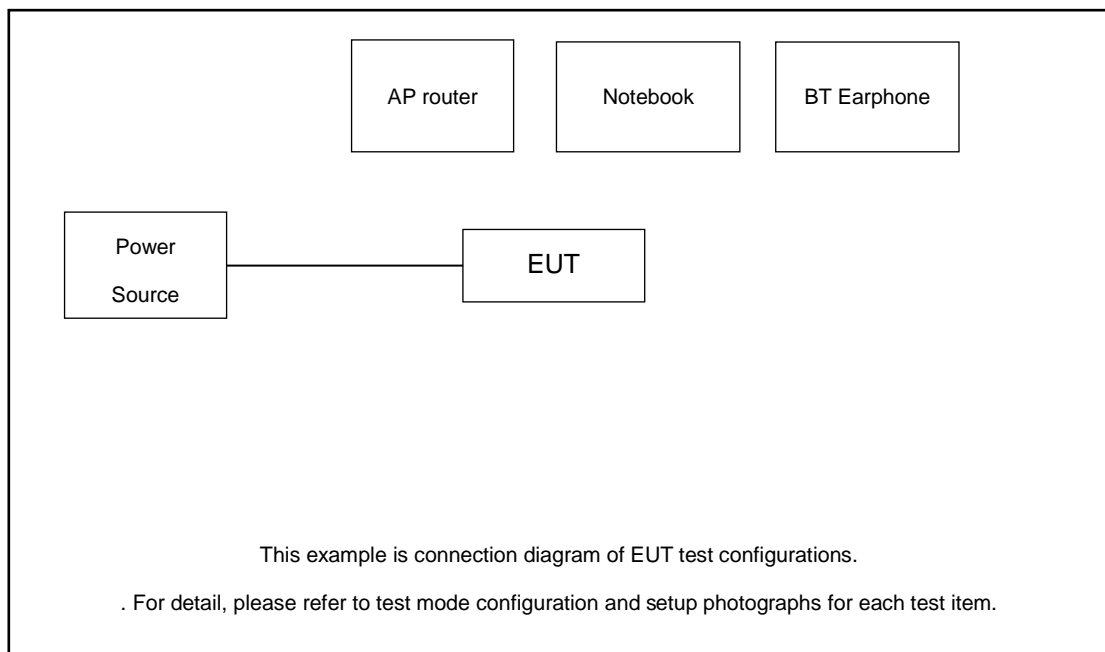 AP router
Notebook
BT Earphone
Power
Source
EUT
This example is connection diagram of EUT test configurations.
. For detail, please refer to test mode configuration and setup photographs for each test item.